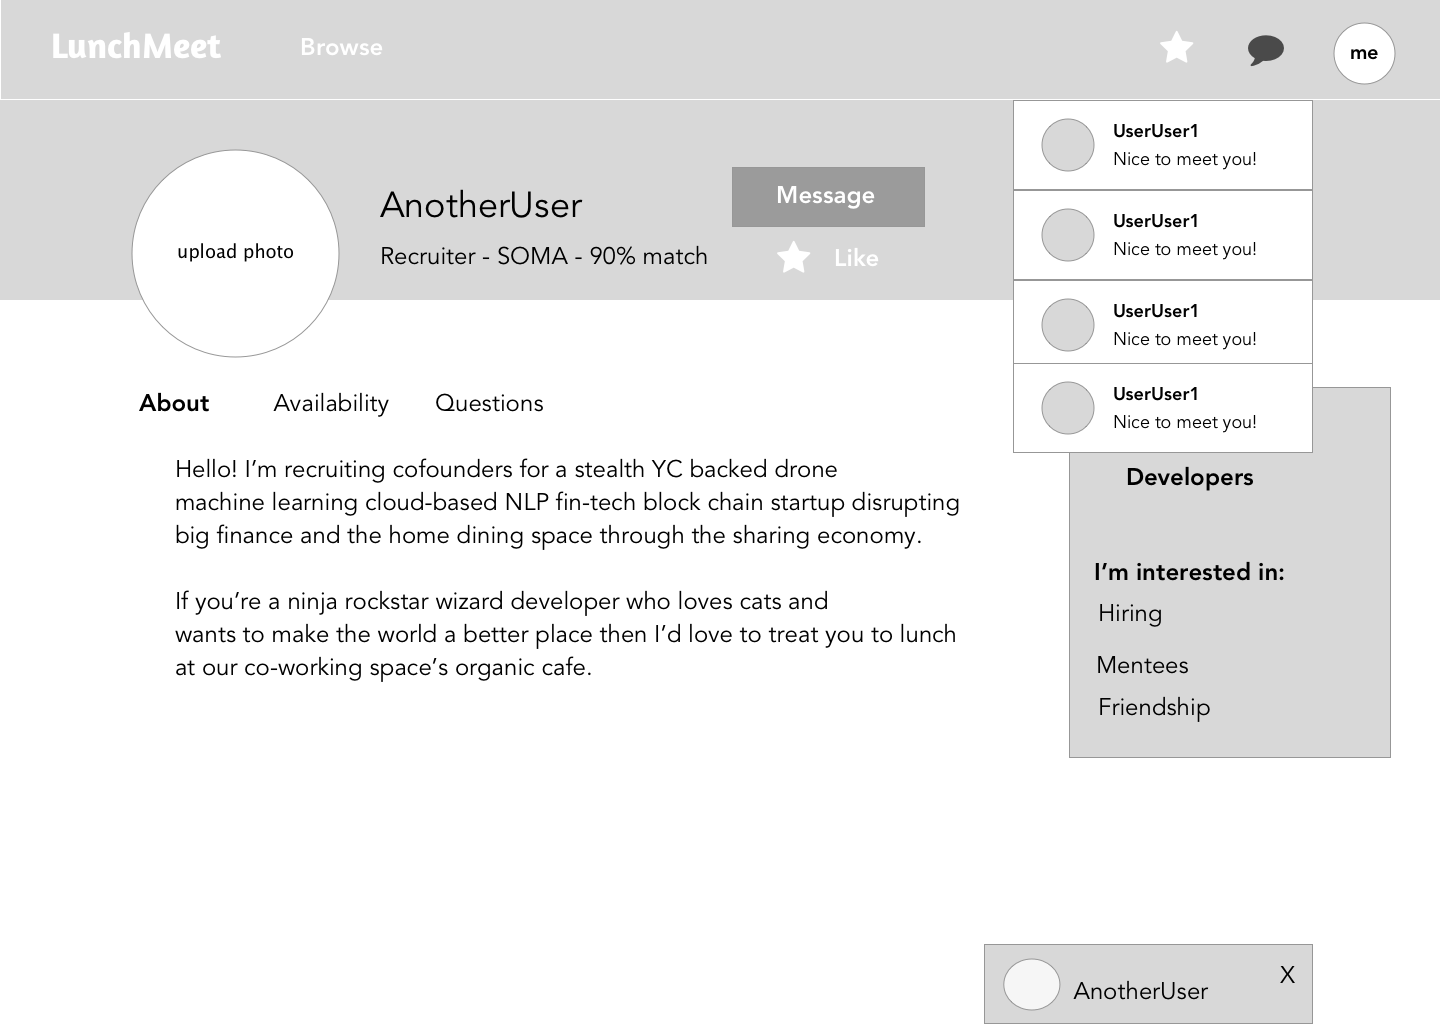 LunchMeet
Browse
me
UserUser1
Nice to meet you!
UserUser1
Nice to meet you!
UserUser1
Nice to meet you!
UserUser1
Nice to meet you!
upload photo
AnotherUser
Recruiter - SOMA - 90% match
Message
Like
About Availability Questions
Hello! I’m recruiting cofounders for a stealth YC backed drone
machine learning cloud-based NLP fin-tech block chain startup disrupting
big finance and the home dining space through the sharing economy.
If you’re a ninja rockstar wizard developer who loves cats and
wants to make the world a better place then I’d love to treat you to lunch
at our co-working space’s organic cafe.
Developers
I’m interested in:
Hiring
Mentees
Friendship
AnotherUser
X